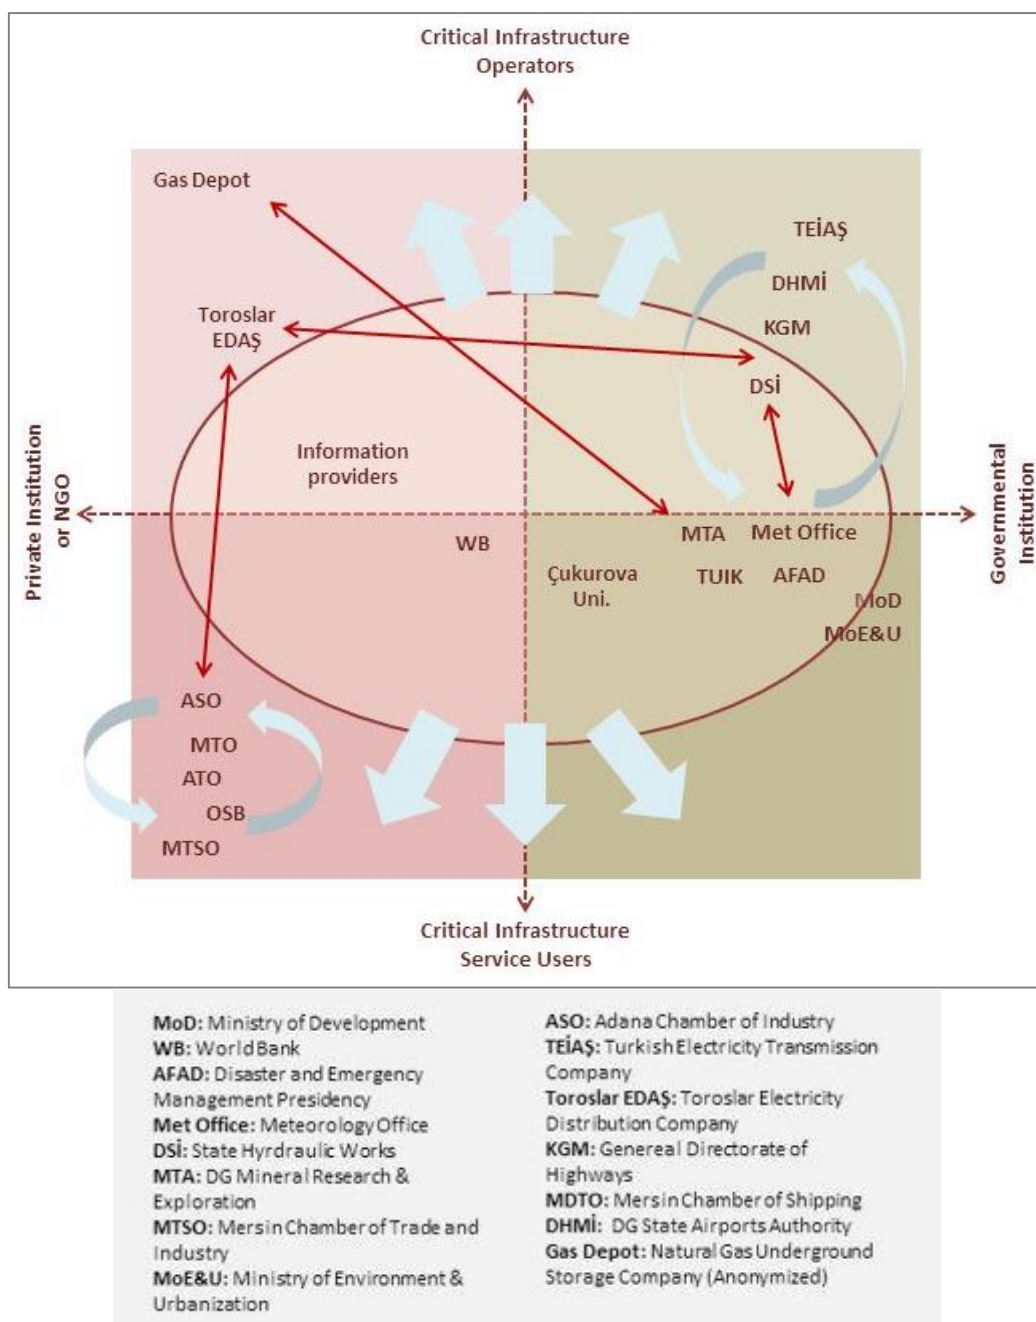 Critical Infrastructure
Operators
Gas Depot
TEİAŞ
DHMİ
KGM
Toroslar
EDAŞ
DSİ
Information
providers
Private Institution
or NGO
Governmental
Institution
WB
MTA
Met Office
Çukurova
Uni.
TUIK
AFAD
MoD
MoE&U
ASO
MTO
ATO
OSB
MTSO
Critical Infrastructure
Service Users
MoD: Ministry of Development
WB: World Bank
AFAD: Disaster and Emergency
Management Presidency
Met Office: Meteorology Office
DSİ: State Hyrdraulic Works
MTA: DG Mineral Research &
Exploration
MTSO: Mersin Chamber of Trade and
Industry
MoE&U: Ministry of Environment &
Urbanization
ASO: Adana Chamber of Industry
TEİAŞ: Turkish Electricity Transmission
Company
Toroslar EDAŞ: Toroslar Electricity
Distribution Company
KGM: Genereal Directorate of
Highways
MDTO: Mersin Chamber of Shipping
DHMİ: DG State Airports Authority
Gas Depot: Natural Gas Underground
Storage Company (Anonymized)